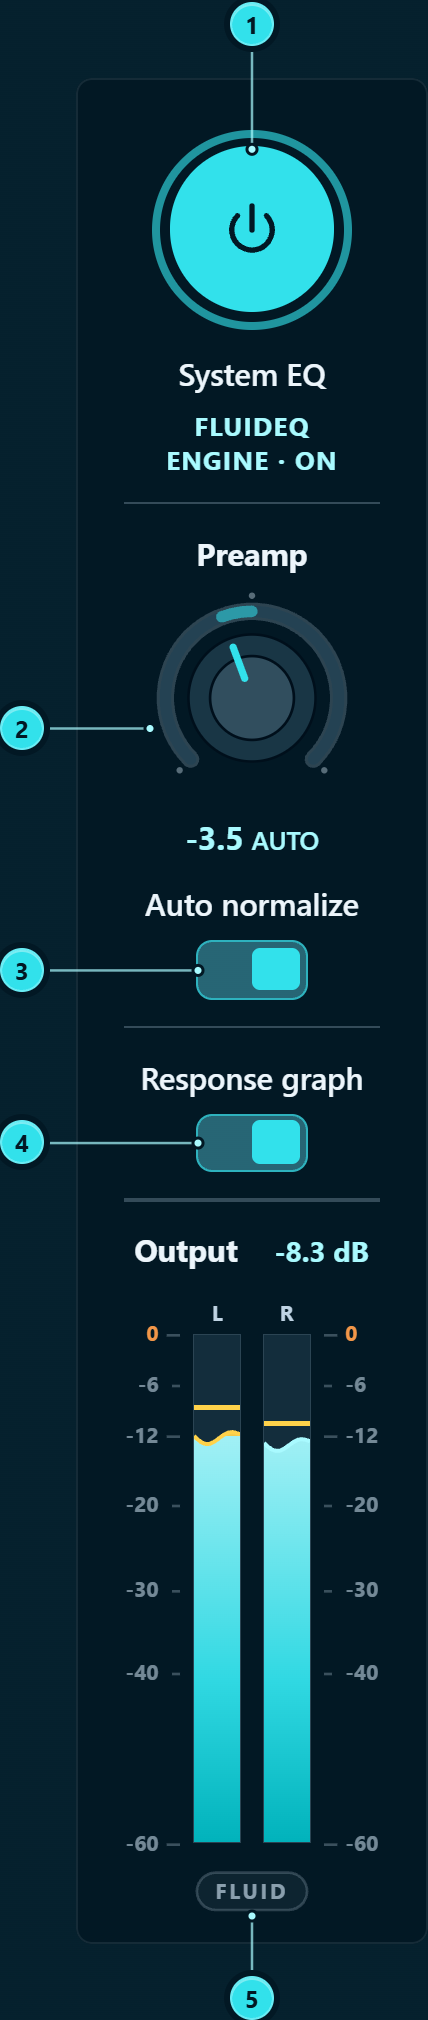 1
System EQ
FLUIDEQ
ENGINE · ON
Preamp
2
-3.5 AUTO
Auto normalize
3
Response graph
4
Output -8.3 dB
L R
0 0
-6 -6
-12 -12
-20 -20
-30 -30
-40 -40
-60 -60
FLUID
5